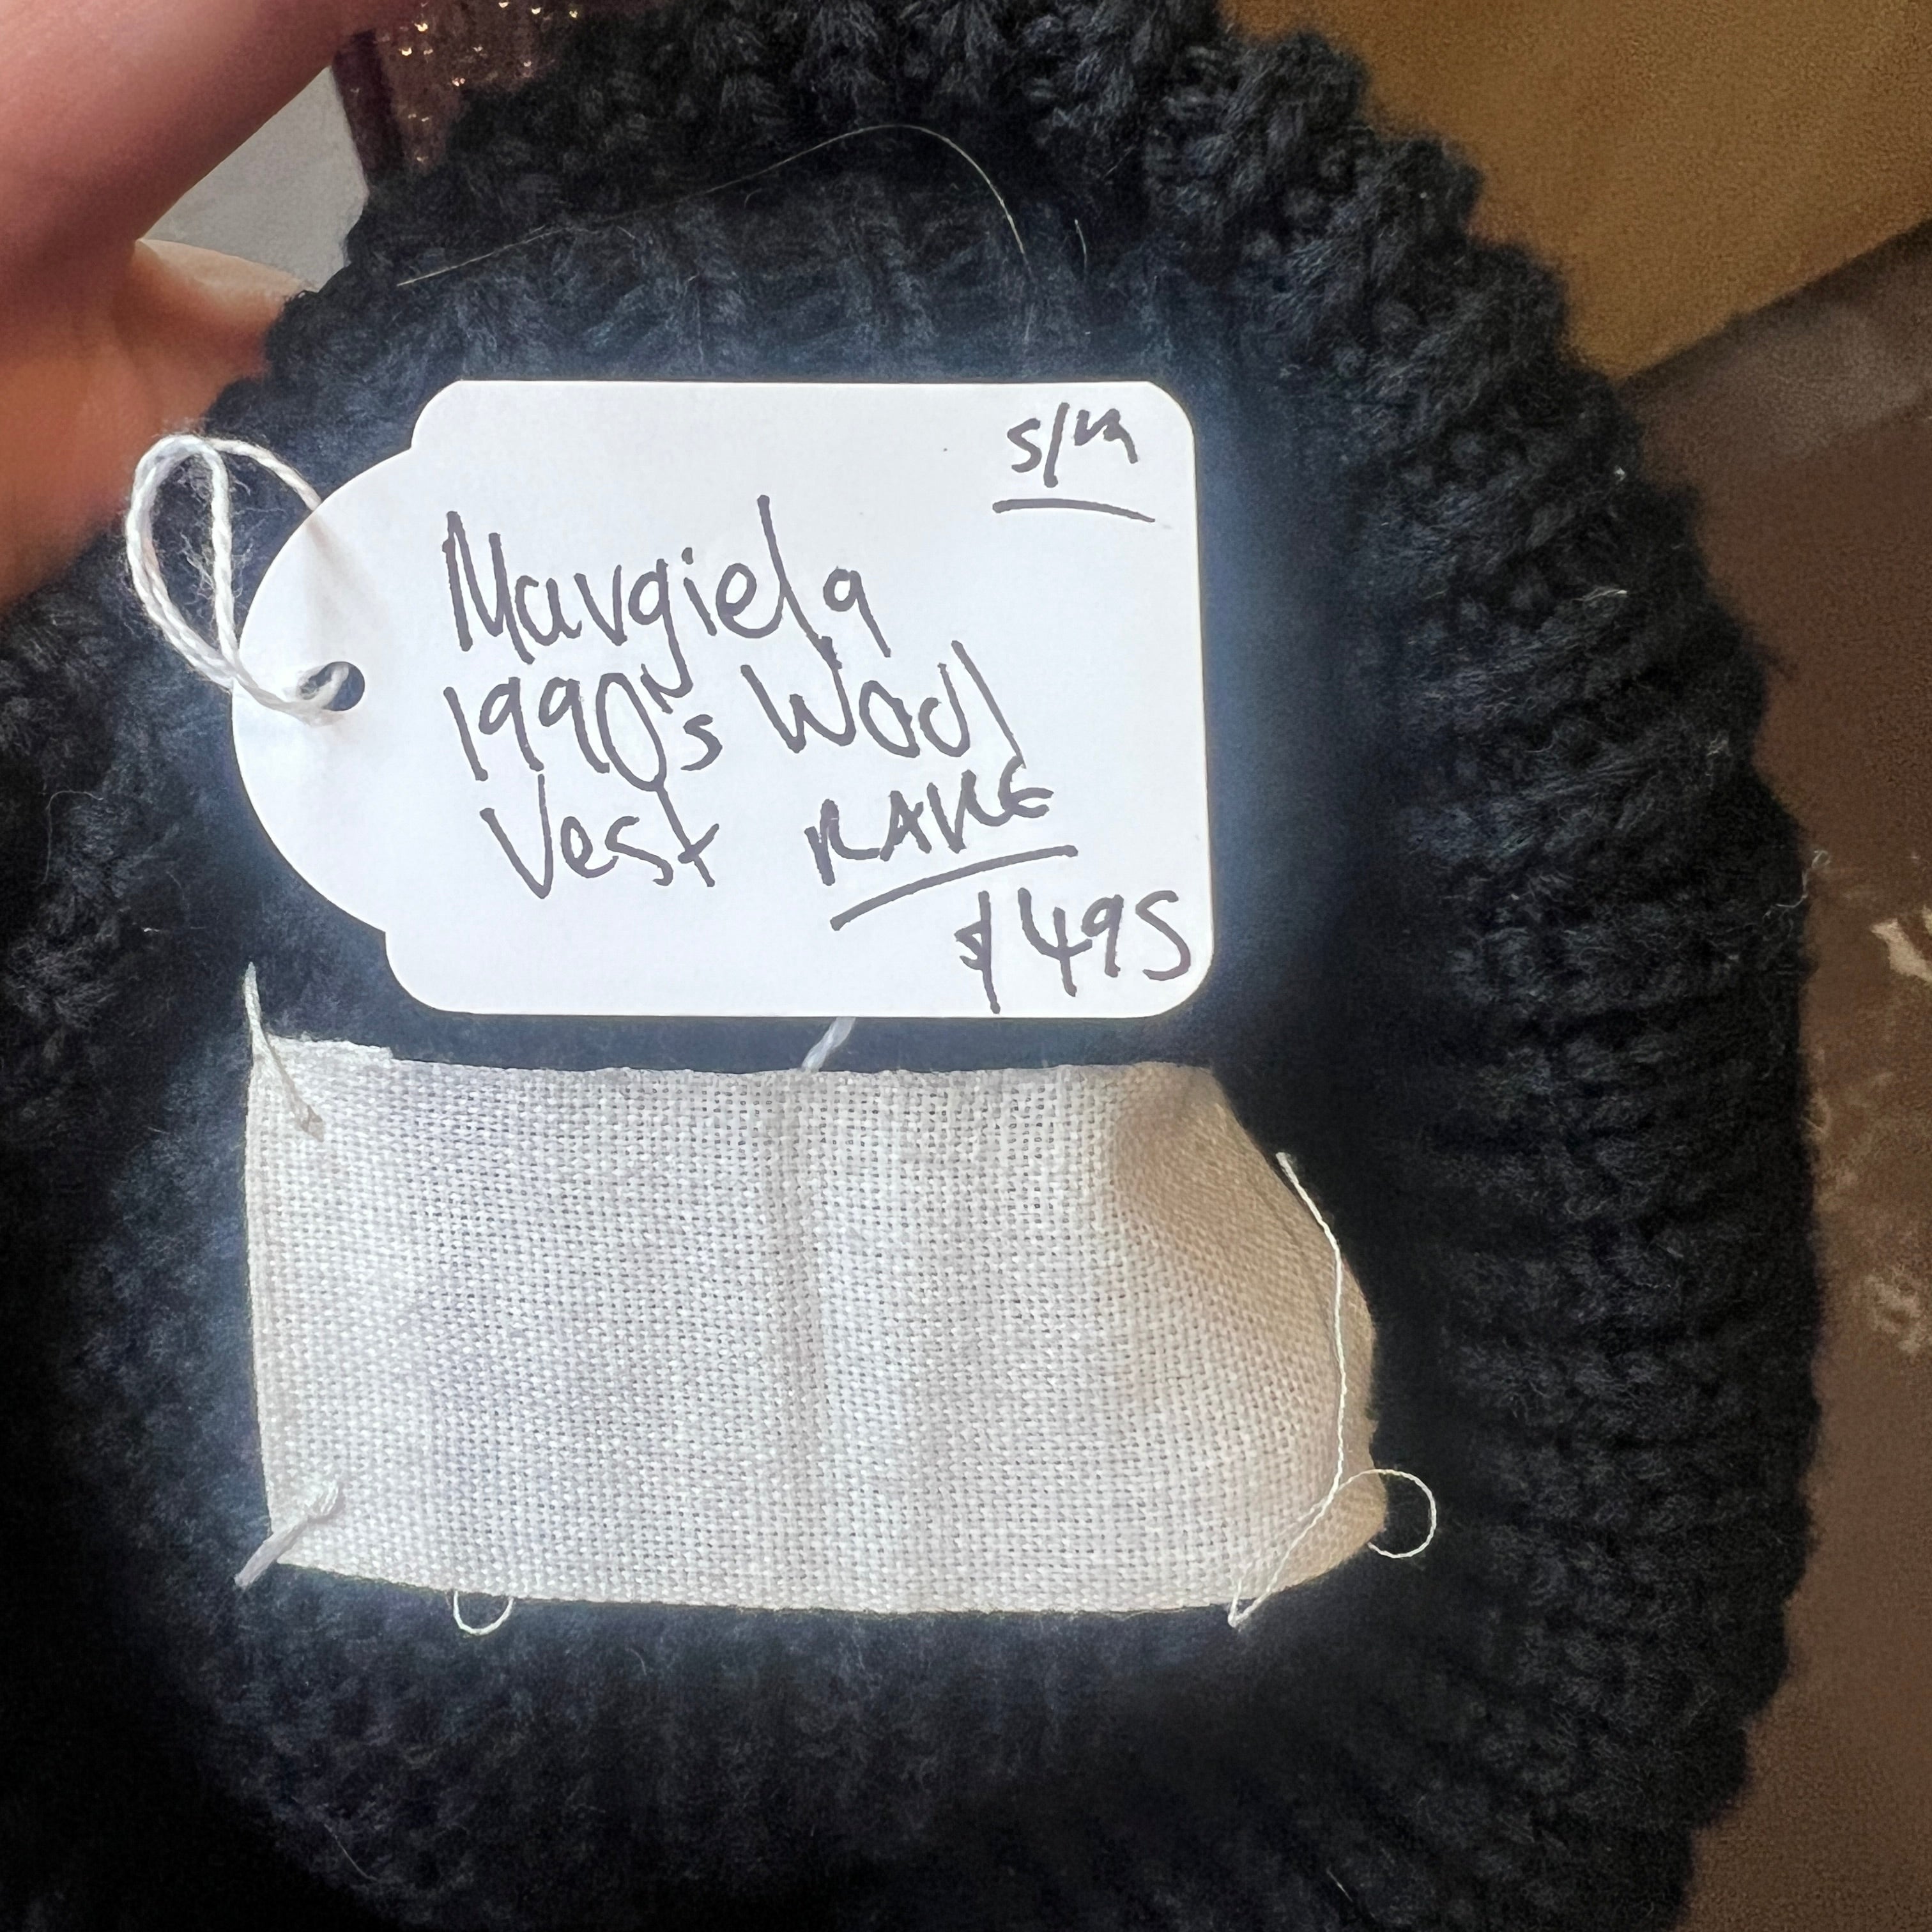 S/M
Margiela
1990's Wool
Vest RARE
$495